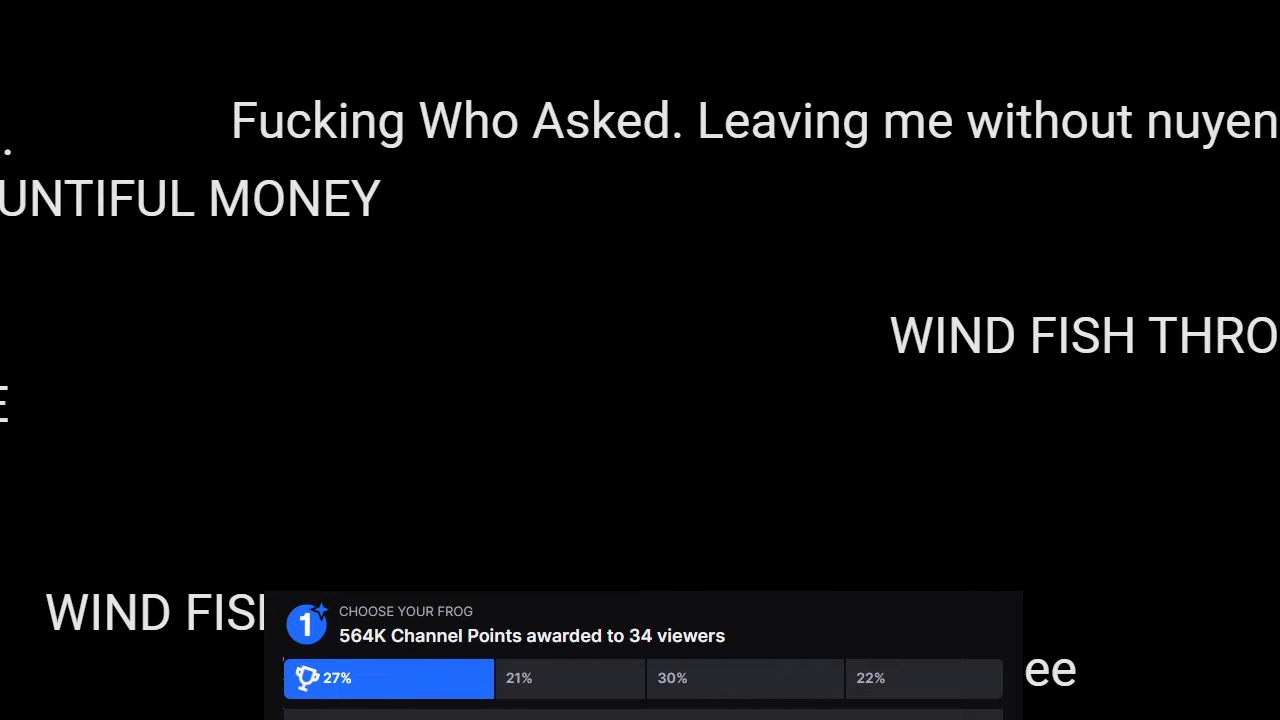 Fucking Who Asked. Leaving me without nuyen
.
UNTIFUL MONEY
WIND FISH THRO
E
WIND FIS
CHOOSE YOUR FROG
1
564K Channel Points awarded to 34 viewers
27% 21% 30% 22%
ee